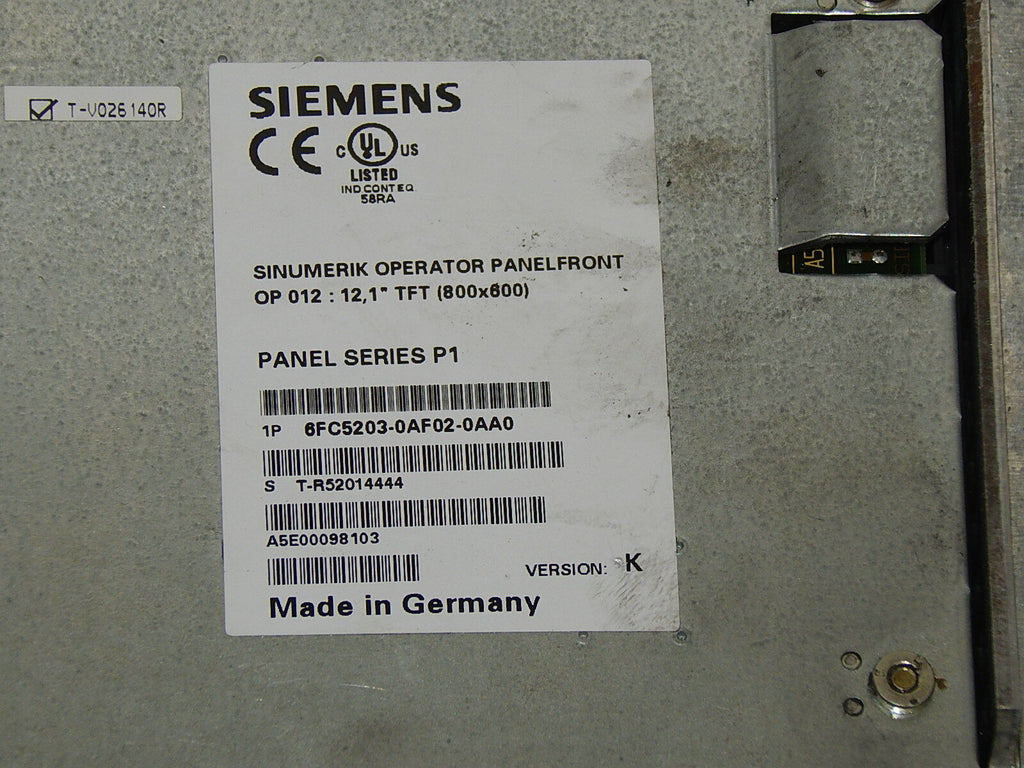 T-V026140R
SIEMENS
CE
C UL US
LISTED
IND CONT EQ
58RA
SINUMERIK OPERATOR PANELFRONT
OP 012 : 12,1" TFT (800x600)
PANEL SERIES P1
1P 6FC5203-0AF02-0AA0
S T-R52014444
A5E00098103
VERSION: K
Made in Germany
A5